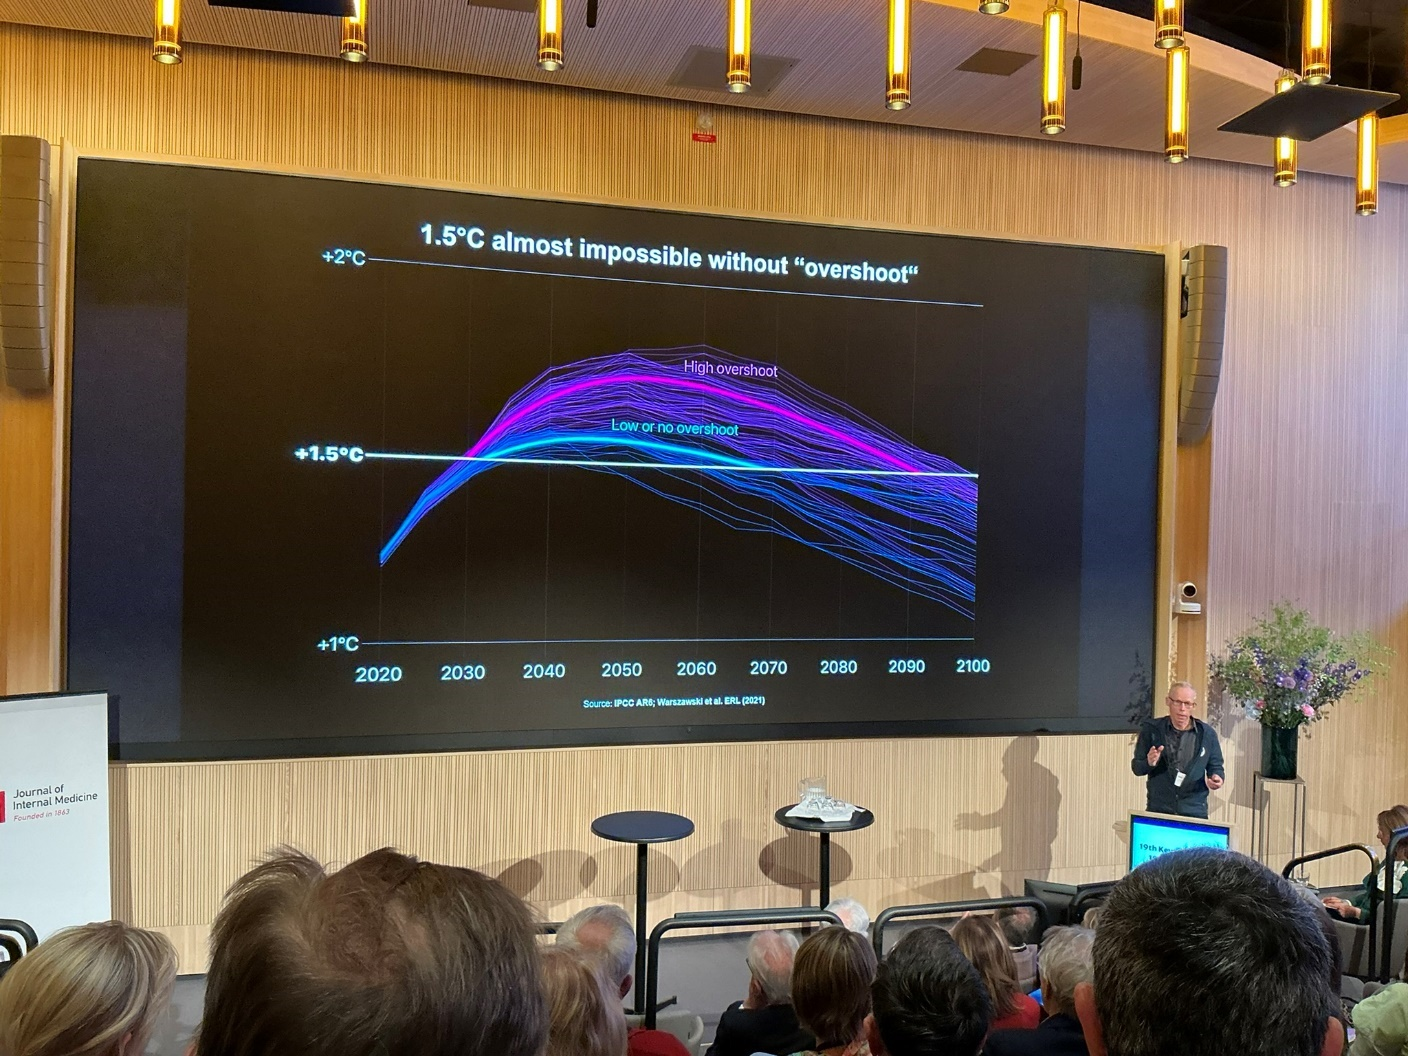 1.5°C almost impossible without “overshoot“
+2°C
High overshoot
Low or no overshoot
+1.5°C
+1°C
2020 2030 2040 2050 2060 2070 2080 2090 2100
Source: IPCC AR6; Warszawski et al. ERL (2021)
Journal of
Internal Medicine
Founded in 1863
19th Key